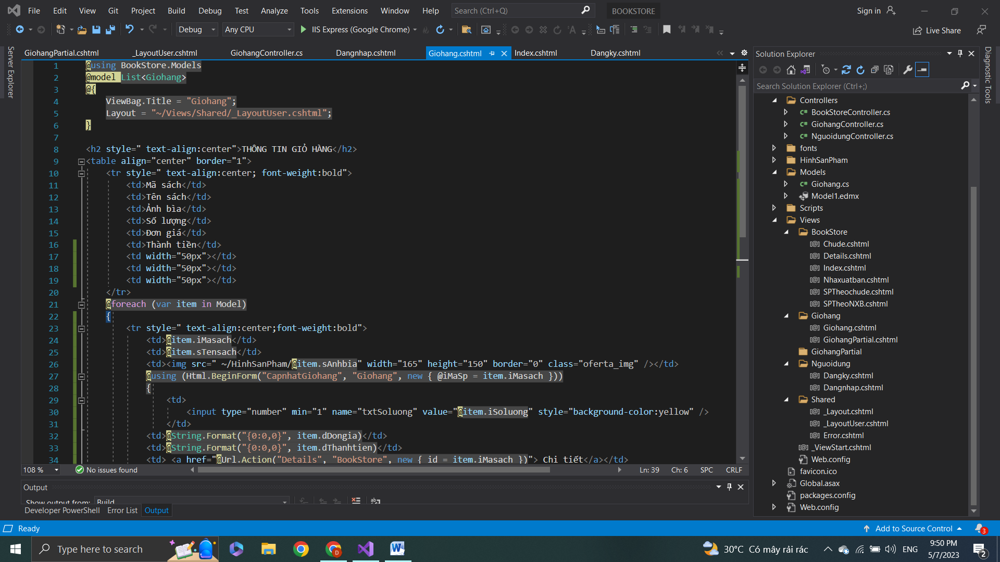 File Edit View Git Project Build Debug Test Analyze Tools Extensions Window Help Search (Ctrl+Q) BOOKSTORE Sign in
Debug Any CPU IIS Express (Google Chrome) Live Share
Server Explorer
GiohangPartial.cshtml _LayoutUser.cshtml GiohangController.cs Dangnhap.cshtml Giohang.cshtml Index.cshtml Dangky.cshtml
1 @using BookStore.Models
2 @model List<Giohang>
3 @{
4 ViewBag.Title = "Giohang";
5 Layout = "~/Views/Shared/_LayoutUser.cshtml";
6 }
7
8 <h2 style=" text-align:center">THÔNG TIN GIỎ HÀNG</h2>
9 <table align="center" border="1">
10 <tr style=" text-align:center; font-weight:bold">
11 <td>Mã sách</td>
12 <td>Tên sách</td>
13 <td>Ảnh bìa</td>
14 <td>Số lượng</td>
15 <td>Đơn giá</td>
16 <td>Thành tiền</td>
17 <td width="50px"></td>
18 <td width="50px"></td>
19 <td width="50px"></td>
20 </tr>
21 @foreach (var item in Model)
22 {
23 <tr style=" text-align:center;font-weight:bold">
24 <td>@item.iMasach</td>
25 <td>@item.sTensach</td>
26 <td><img src=" ~/HinhSanPham/@item.sAnhbia" width="165" height="150" border="0" class="oferta_img" /></td>
27 @using (Html.BeginForm("CapnhatGiohang", "Giohang", new { @iMaSp = item.iMasach }))
28 {
29 <td>
30 <input type="number" min="1" name="txtSoluong" value="@item.iSoluong" style="background-color:yellow" />
31 </td>
32 <td>@String.Format("{0:0,0}", item.dDongia)</td>
33 <td>@String.Format("{0:0,0}", item.dThanhtien)</td>
34 <td> <a href="@Url.Action("Details", "BookStore", new { id = item.iMasach })"> Chi tiết</a></td>
108 % No issues found Ln: 39 Ch: 6 SPC CRLF
Output
Show output from: Build
Developer PowerShell Error List Output
Solution Explorer
Search Solution Explorer (Ctrl+;)
Controllers
C# BookStoreController.cs
C# GiohangController.cs
C# NguoidungController.cs
fonts
HinhSanPham
Models
C# Giohang.cs
Model1.edmx
Scripts
Views
BookStore
[@] Chude.cshtml
[@] Details.cshtml
[@] Index.cshtml
[@] Nhaxuatban.cshtml
[@] SPTheochude.cshtml
[@] SPTheoNXB.cshtml
Giohang
[@] Giohang.cshtml
[@] GiohangPartial.cshtml
GiohangPartial
Nguoidung
[@] Dangky.cshtml
[@] Dangnhap.cshtml
Shared
[@] _Layout.cshtml
[@] _LayoutUser.cshtml
[@] Error.cshtml
[@] _ViewStart.cshtml
Web.config
favicon.ico
Global.asax
packages.config
Web.config
Diagnostic Tools
Ready Add to Source Control 3
Type here to search 30°C Có mây rải rác ENG 9:50 PM
5/7/2023 2